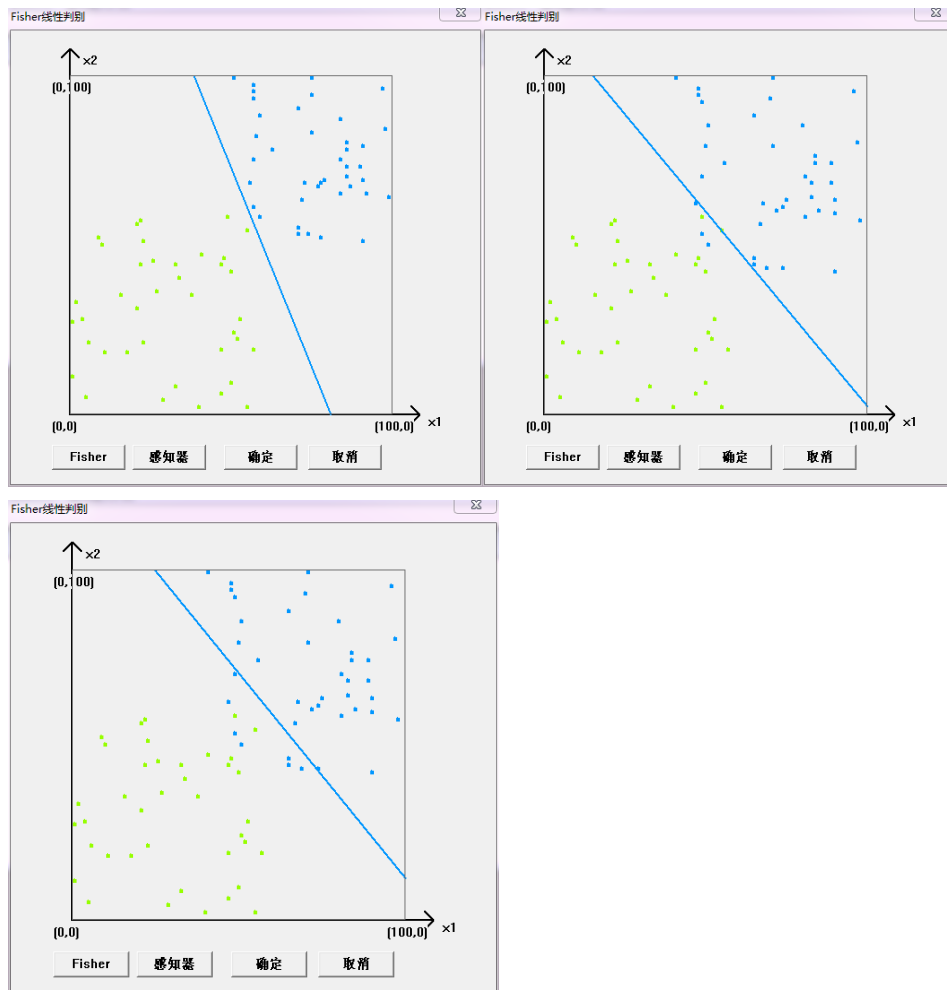 Fisher线性判别
x2
(0,100)
(0,0)
(100,0)
x1
Fisher 感知器 确定 取消
Fisher线性判别
x2
(0,100)
(0,0)
(100,0)
x1
Fisher 感知器 确定 取消
Fisher线性判别
x2
(0,100)
(0,0)
(100,0)
x1
Fisher 感知器 确定 取消